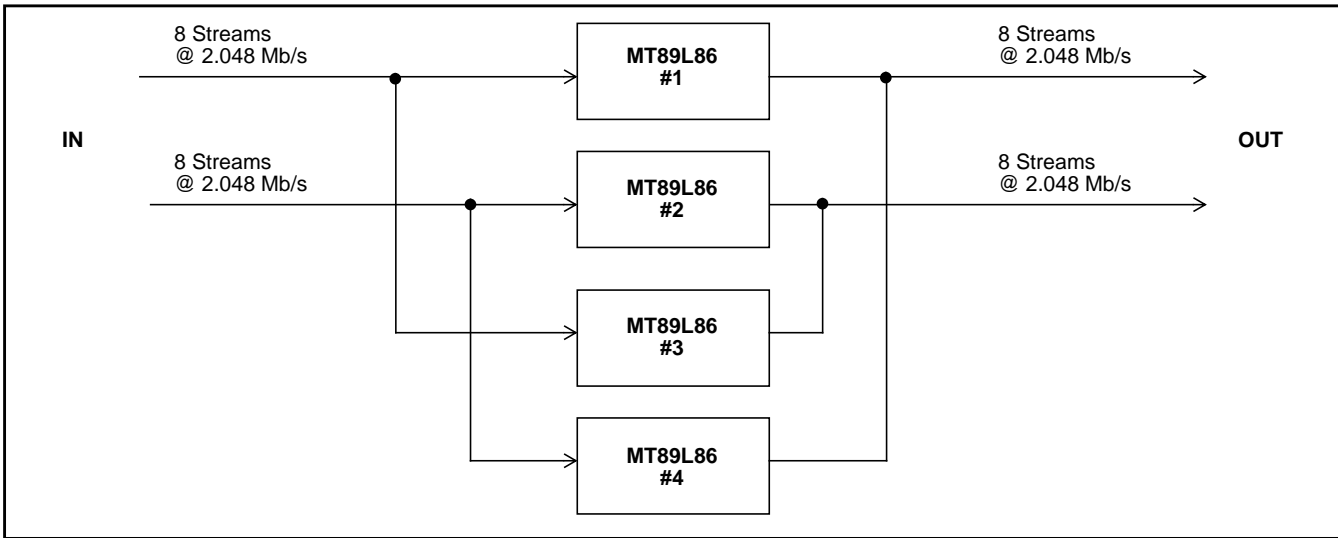 8 Streams
@ 2.048 Mb/s
MT89L86
#1
8 Streams
@ 2.048 Mb/s
IN
OUT
8 Streams
@ 2.048 Mb/s
MT89L86
#2
8 Streams
@ 2.048 Mb/s
MT89L86
#3
MT89L86
#4